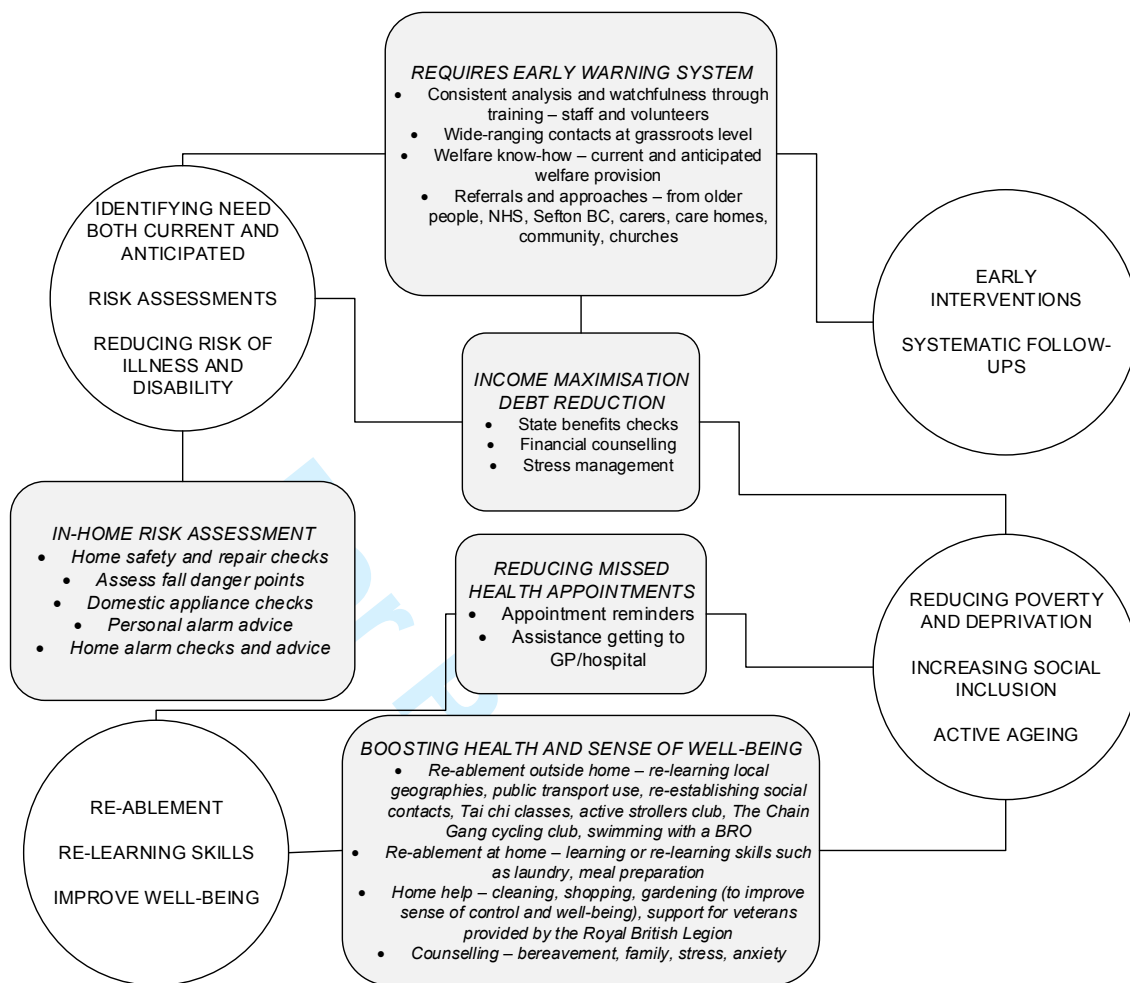 REQUIRES EARLY WARNING SYSTEM
• Consistent analysis and watchfulness through
training – staff and volunteers
• Wide-ranging contacts at grassroots level
• Welfare know-how – current and anticipated
welfare provision
• Referrals and approaches – from older
people, NHS, Sefton BC, carers, care homes,
community, churches
IDENTIFYING NEED
BOTH CURRENT AND
ANTICIPATED
RISK ASSESSMENTS
REDUCING RISK OF
ILLNESS AND
DISABILITY
EARLY
INTERVENTIONS
SYSTEMATIC FOLLOW-
UPS
INCOME MAXIMISATION
DEBT REDUCTION
• State benefits checks
• Financial counselling
• Stress management
IN-HOME RISK ASSESSMENT
• Home safety and repair checks
• Assess fall danger points
• Domestic appliance checks
• Personal alarm advice
• Home alarm checks and advice
REDUCING MISSED
HEALTH APPOINTMENTS
• Appointment reminders
• Assistance getting to
GP/hospital
REDUCING POVERTY
AND DEPRIVATION
INCREASING SOCIAL
INCLUSION
ACTIVE AGEING
RE-ABLEMENT
RE-LEARNING SKILLS
IMPROVE WELL-BEING
BOOSTING HEALTH AND SENSE OF WELL-BEING
• Re-ablement outside home – re-learning local
geographies, public transport use, re-establishing social
contacts, Tai chi classes, active strollers club, The Chain
Gang cycling club, swimming with a BRO
• Re-ablement at home – learning or re-learning skills such
as laundry, meal preparation
• Home help – cleaning, shopping, gardening (to improve
sense of control and well-being), support for veterans
provided by the Royal British Legion
• Counselling – bereavement, family, stress, anxiety